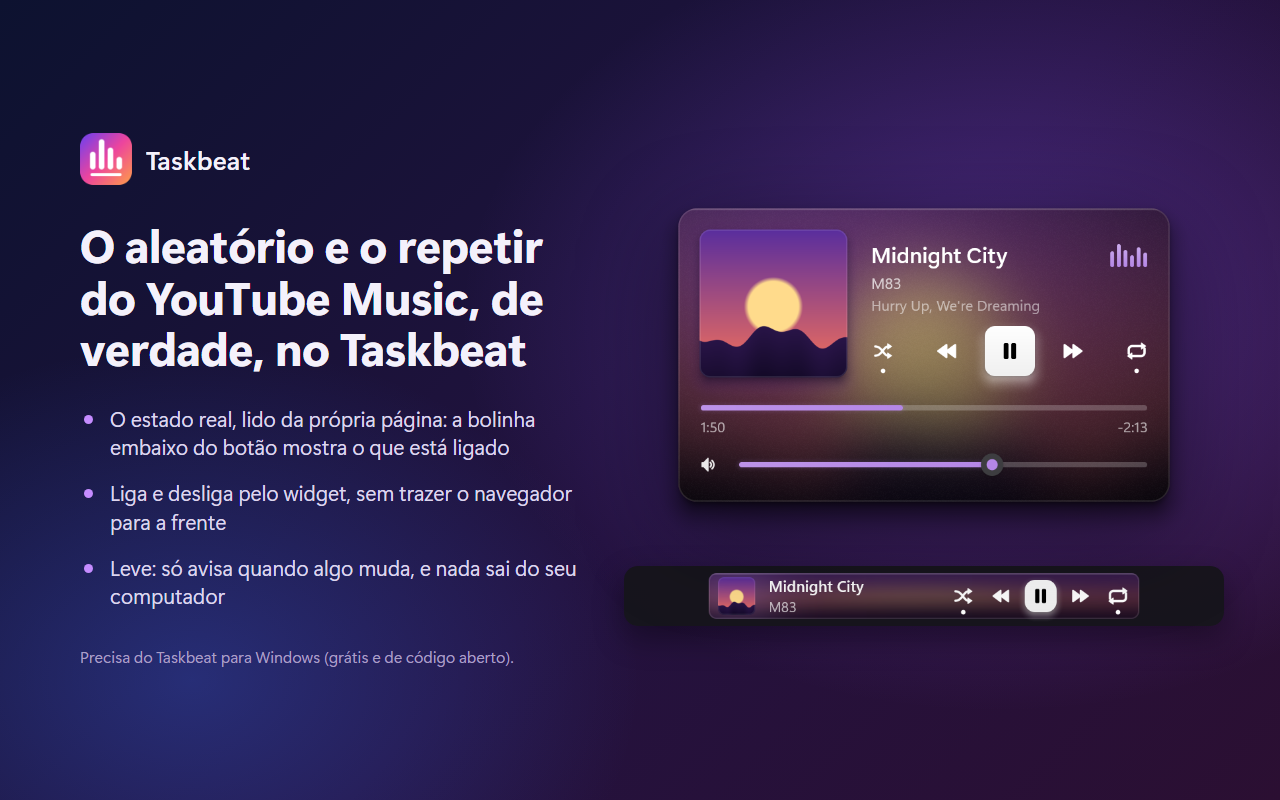 Taskbeat
O aleatório e o repetir
do YouTube Music, de
verdade, no Taskbeat
O estado real, lido da própria página: a bolinha
embaixo do botão mostra o que está ligado
Liga e desliga pelo widget, sem trazer o navegador
para a frente
Leve: só avisa quando algo muda, e nada sai do seu
computador
Precisa do Taskbeat para Windows (grátis e de código aberto).
Midnight City
M83
Hurry Up, We're Dreaming
1:50
-2:13
Midnight City
M83